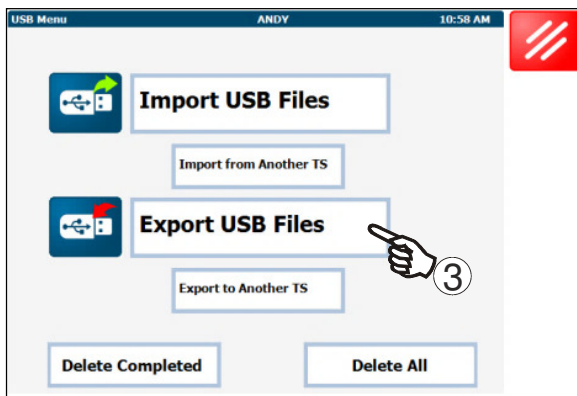 USB Menu ANDY 10:58 AM
Import USB Files
Import from Another TS
Export USB Files
3
Export to Another TS
Delete Completed Delete All